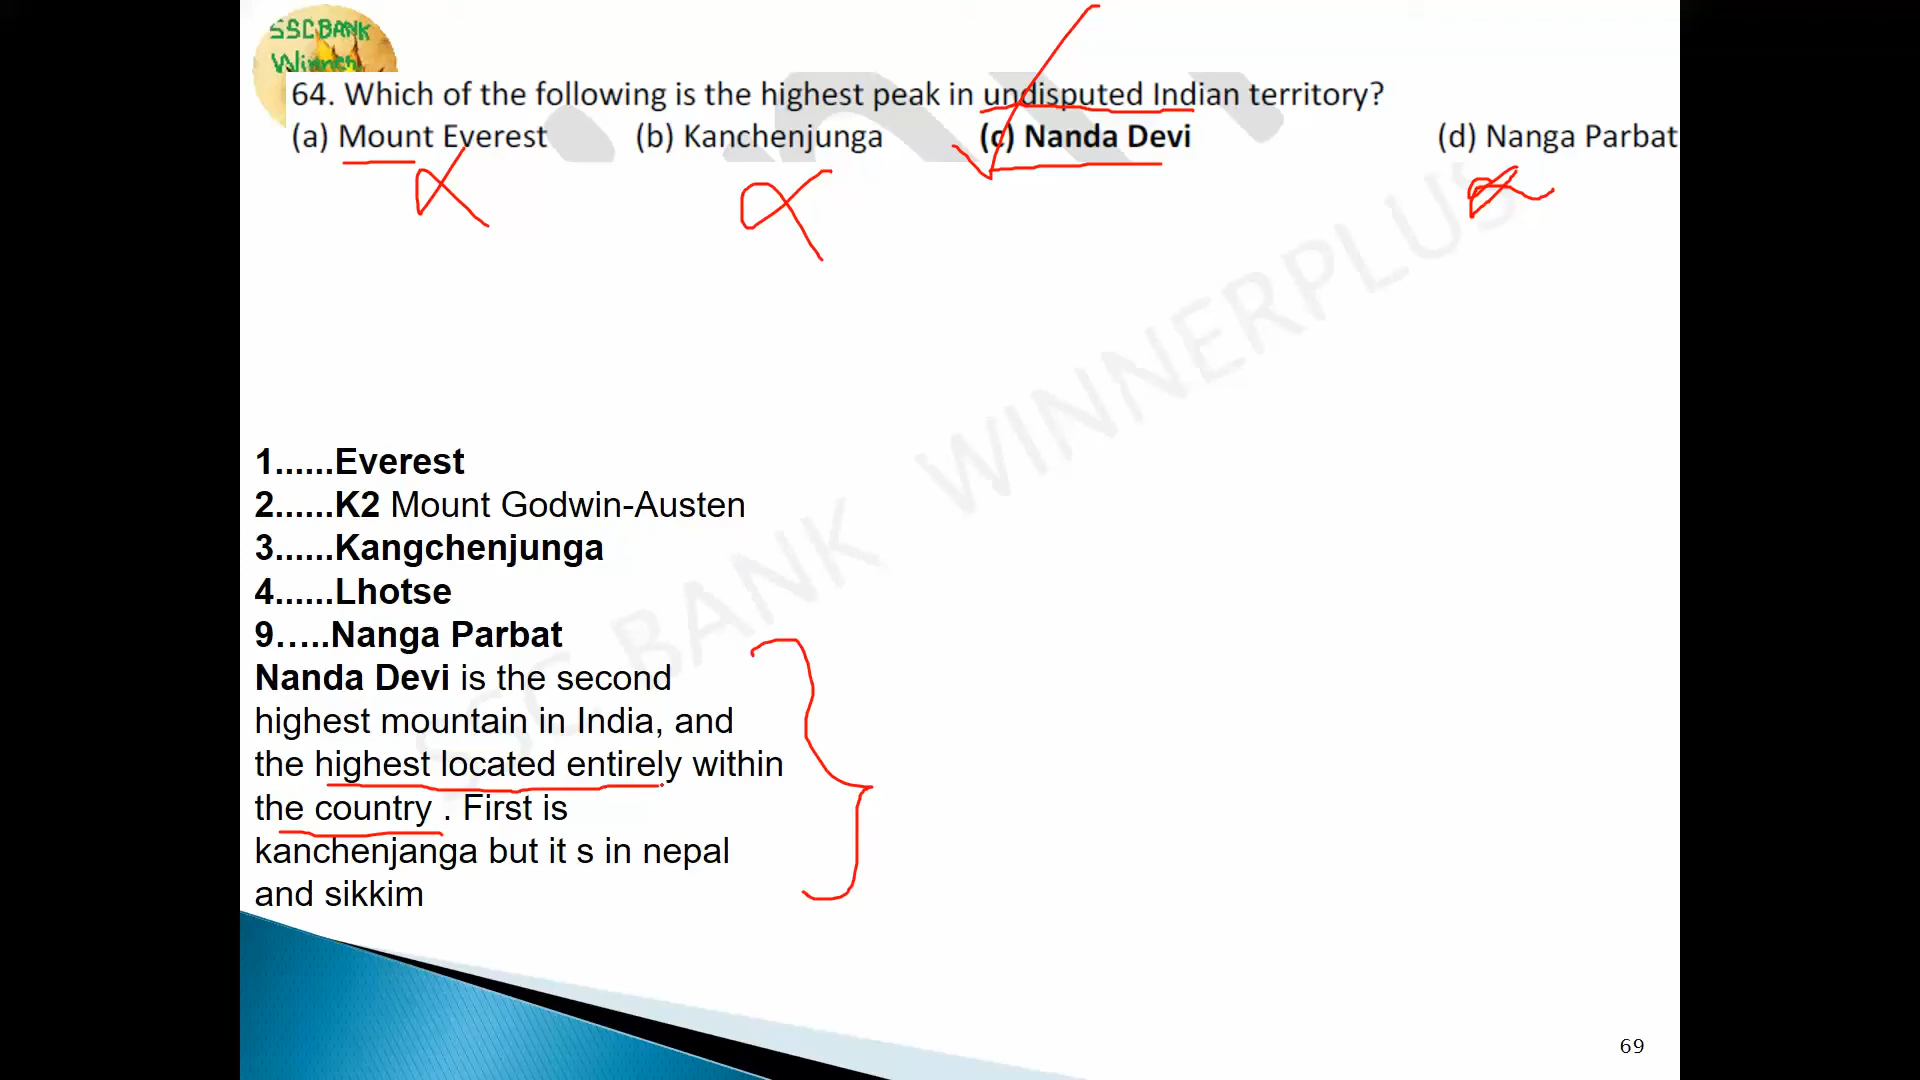 SSCBANK
Winner
64. Which of the following is the highest peak in undisputed Indian territory?
(a) Mount Everest (b) Kanchenjunga (c) Nanda Devi (d) Nanga Parbat
SSC BANK WINNERPLUS
1......Everest
2......K2 Mount Godwin-Austen
3......Kangchenjunga
4......Lhotse
9…..Nanga Parbat
Nanda Devi is the second
highest mountain in India, and
the highest located entirely within
the country . First is
kanchenjanga but it s in nepal
and sikkim
69